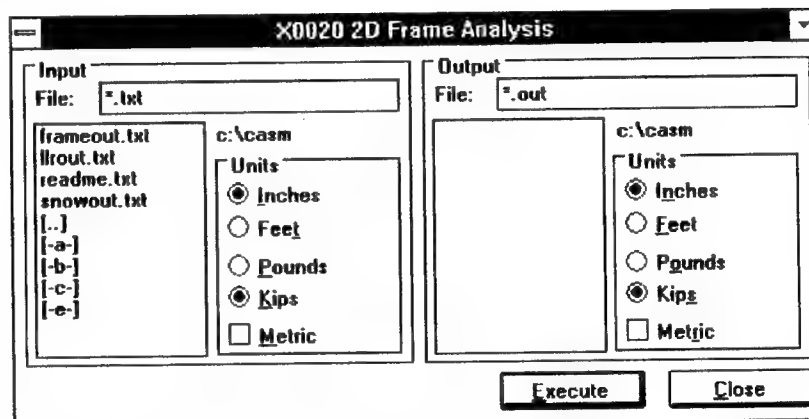 X0020 2D Frame Analysis
Input
File: *.txt
frameout.txt
llrout.txt
readme.txt
snowout.txt
[..]
[-a-]
[-b-]
[-c-]
[-e-]
c:\casm
Units
Inches
Feet
Pounds
Kips
Metric
Output
File: *.out
c:\casm
Units
Inches
Feet
Pounds
Kips
Metric
Execute
Close